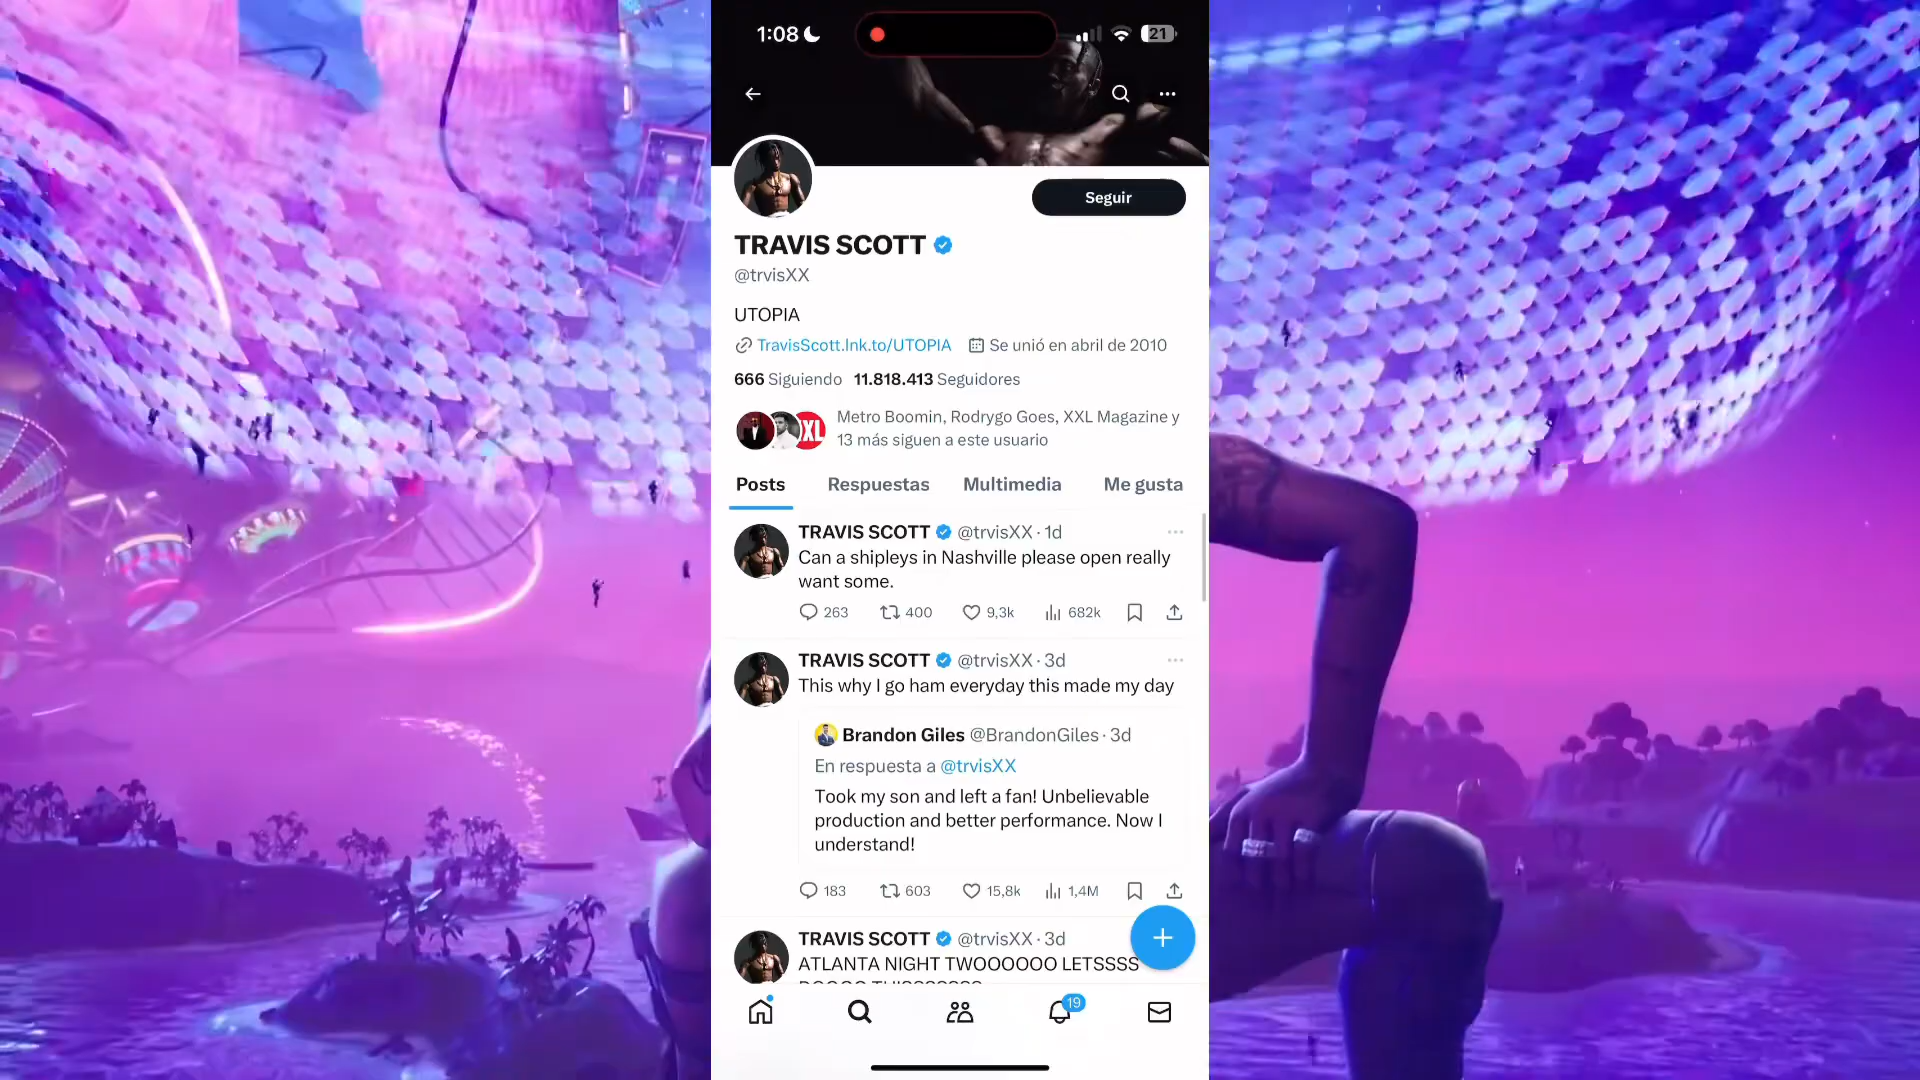 1:08
21
Seguir
TRAVIS SCOTT
@trvisXX
UTOPIA
TravisScott.lnk.to/UTOPIA Se unió en abril de 2010
666 Siguiendo 11.818.413 Seguidores
XL
Metro Boomin, Rodrygo Goes, XXL Magazine y
13 más siguen a este usuario
Posts Respuestas Multimedia Me gusta
TRAVIS SCOTT @trvisXX · 1d
Can a shipleys in Nashville please open really
want some.
263 400 9,3k 682k
TRAVIS SCOTT @trvisXX · 3d
This why I go ham everyday this made my day
Brandon Giles @BrandonGiles · 3d
En respuesta a @trvisXX
Took my son and left a fan! Unbelievable
production and better performance. Now I
understand!
183 603 15,8k 1,4M
TRAVIS SCOTT @trvisXX · 3d
ATLANTA NIGHT TWOOOOOO LETSSSS
19